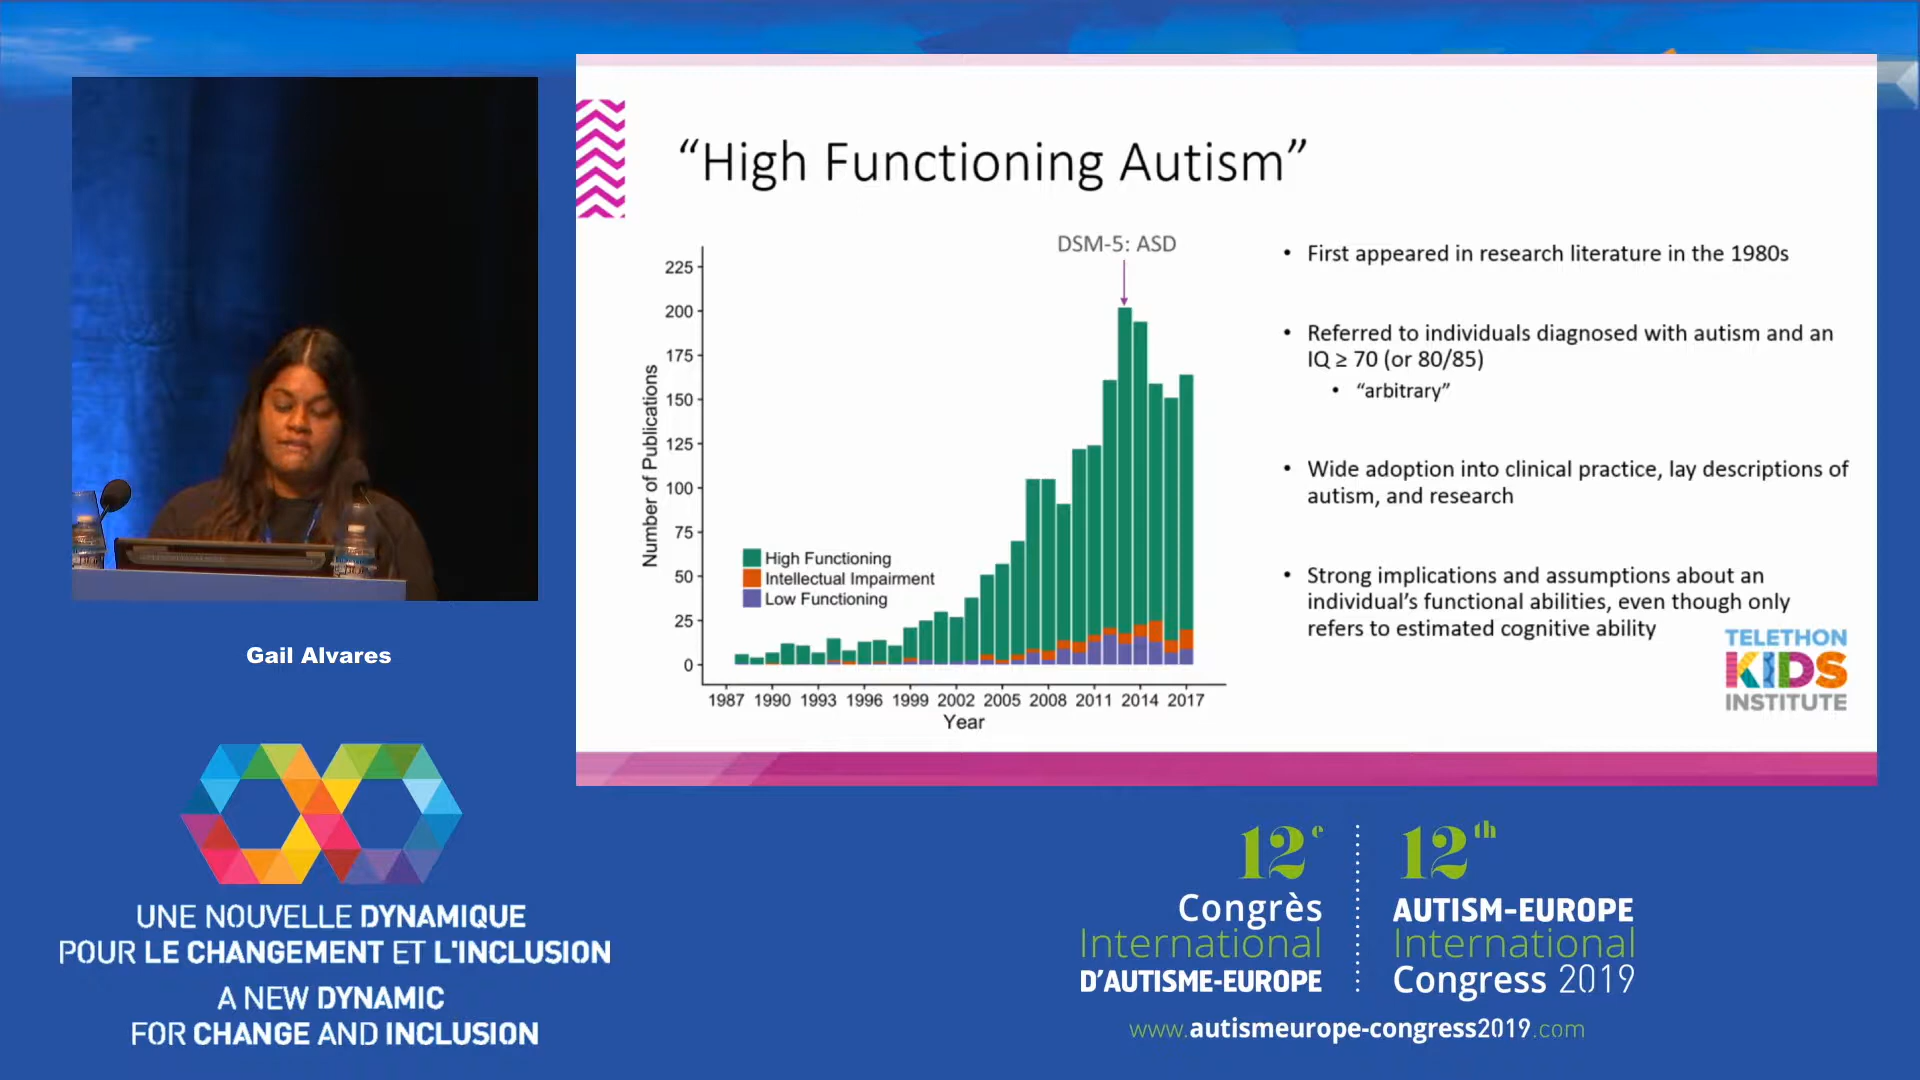 “High Functioning Autism”
DSM-5: ASD
225
200
175
150
125
100
75
50
25
0
Number of Publications
High Functioning
Intellectual Impairment
Low Functioning
1987 1990 1993 1996 1999 2002 2005 2008 2011 2014 2017
Year
• First appeared in research literature in the 1980s
• Referred to individuals diagnosed with autism and an
IQ ≥ 70 (or 80/85)
• “arbitrary”
• Wide adoption into clinical practice, lay descriptions of
autism, and research
• Strong implications and assumptions about an
individual’s functional abilities, even though only
refers to estimated cognitive ability
TELETHON
KIDS
INSTITUTE
Gail Alvares
UNE NOUVELLE DYNAMIQUE
POUR LE CHANGEMENT ET L'INCLUSION
A NEW DYNAMIC
FOR CHANGE AND INCLUSION
12e
Congrès
International
D'AUTISME-EUROPE
12th
AUTISM-EUROPE
International
Congress 2019
www.autismeurope-congress2019.com